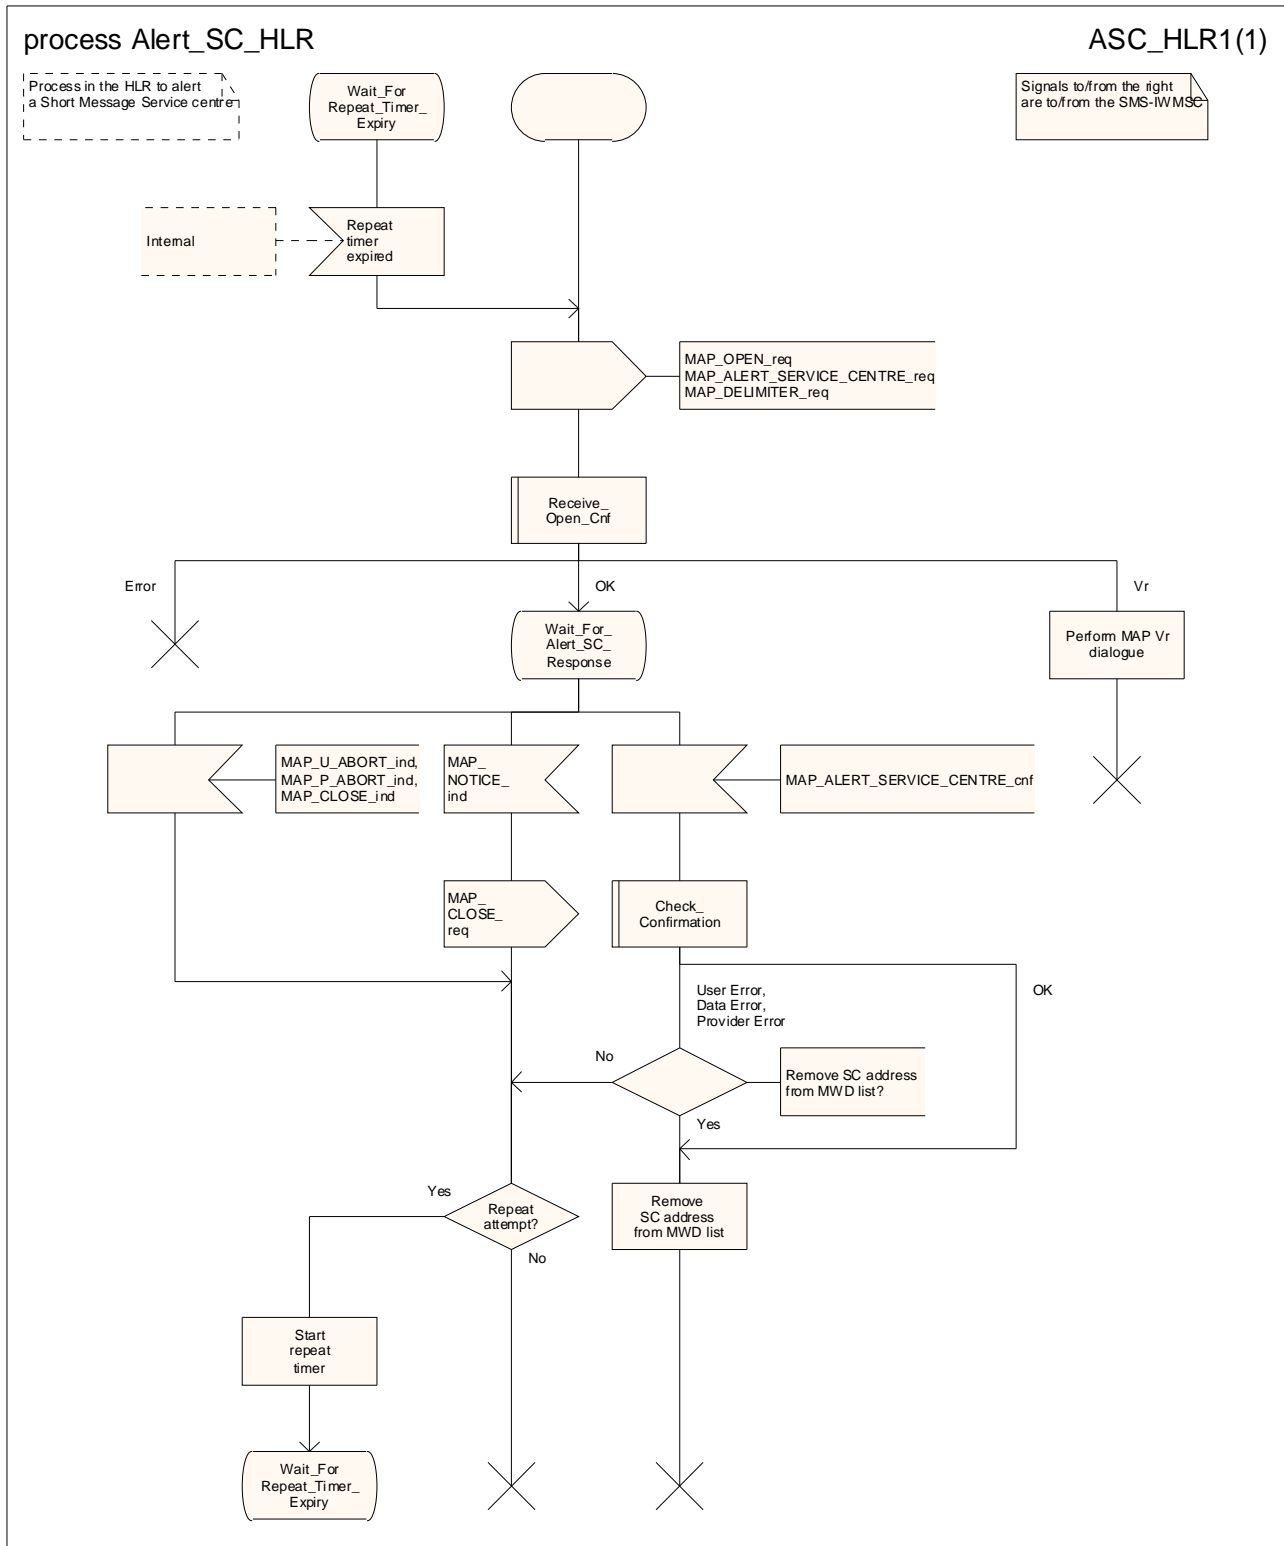 process Alert_SC_HLR
ASC_HLR1(1)
Process in the HLR to alert
a Short Message Service centre
Wait_For
Repeat_Timer_
Expiry
Signals to/from the right
are to/from the SMS-IWMSC
Internal
Repeat
timer
expired
MAP_OPEN_req
MAP_ALERT_SERVICE_CENTRE_req
MAP_DELIMITER_req
Receive_
Open_Cnf
Error
OK
Vr
Wait_For_
Alert_SC_
Response
Perform MAP Vr
dialogue
MAP_U_ABORT_ind,
MAP_P_ABORT_ind,
MAP_CLOSE_ind
MAP_
NOTICE_
ind
MAP_ALERT_SERVICE_CENTRE_cnf
MAP_
CLOSE_
req
Check_
Confirmation
User Error,
Data Error,
Provider Error
OK
No
Remove SC address
from MWD list?
Yes
Yes
Repeat
attempt?
No
Remove
SC address
from MWD list
Start
repeat
timer
Wait_For
Repeat_Timer_
Expiry